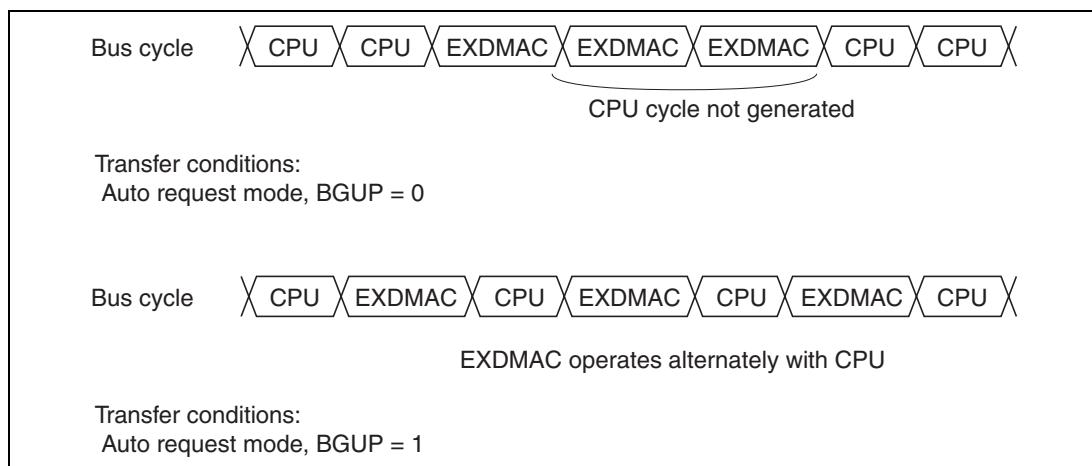 Bus cycle CPU CPU EXDMAC EXDMAC EXDMAC CPU CPU
CPU cycle not generated
Transfer conditions:
Auto request mode, BGUP = 0
Bus cycle CPU EXDMAC CPU EXDMAC CPU EXDMAC CPU
EXDMAC operates alternately with CPU
Transfer conditions:
Auto request mode, BGUP = 1